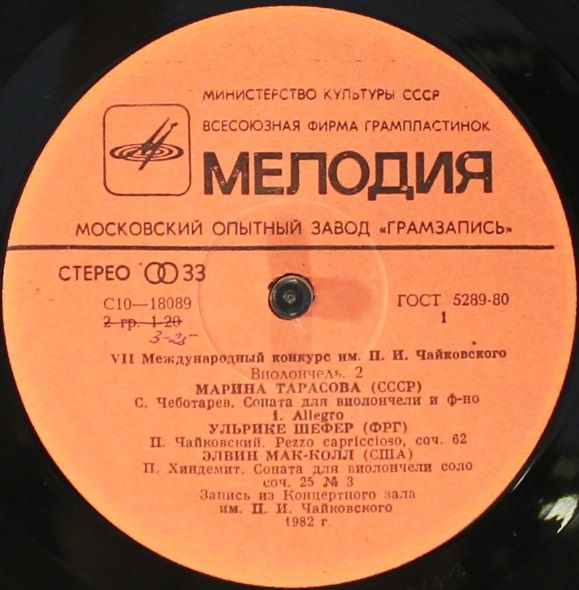 МИНИСТЕРСТВО КУЛЬТУРЫ СССР
ВСЕСОЮЗНАЯ ФИРМА ГРАМПЛАСТИНОК
МЕЛОДИЯ
МОСКОВСКИЙ ОПЫТНЫЙ ЗАВОД «ГРАМЗАПИСЬ»
СТЕРЕО 33
С10—18089
ГОСТ 5289-80
2 гр. 1-20
1
3-25
VII Международный конкурс им. П. И. Чайковского
Виолончель. 2
МАРИНА ТАРАСОВА (СССР)
С. Чеботарев. Соната для виолончели и ф-но
1. Allegro
УЛЬРИКЕ ШЕФЕР (ФРГ)
П. Чайковский. Pezzo capriccioso, соч. 62
ЭЛВИН МАК-КОЛЛ (США)
П. Хиндемит. Соната для виолончели соло
соч. 25 № 3
Запись из Концертного зала
им. П. И. Чайковского
1982 г.